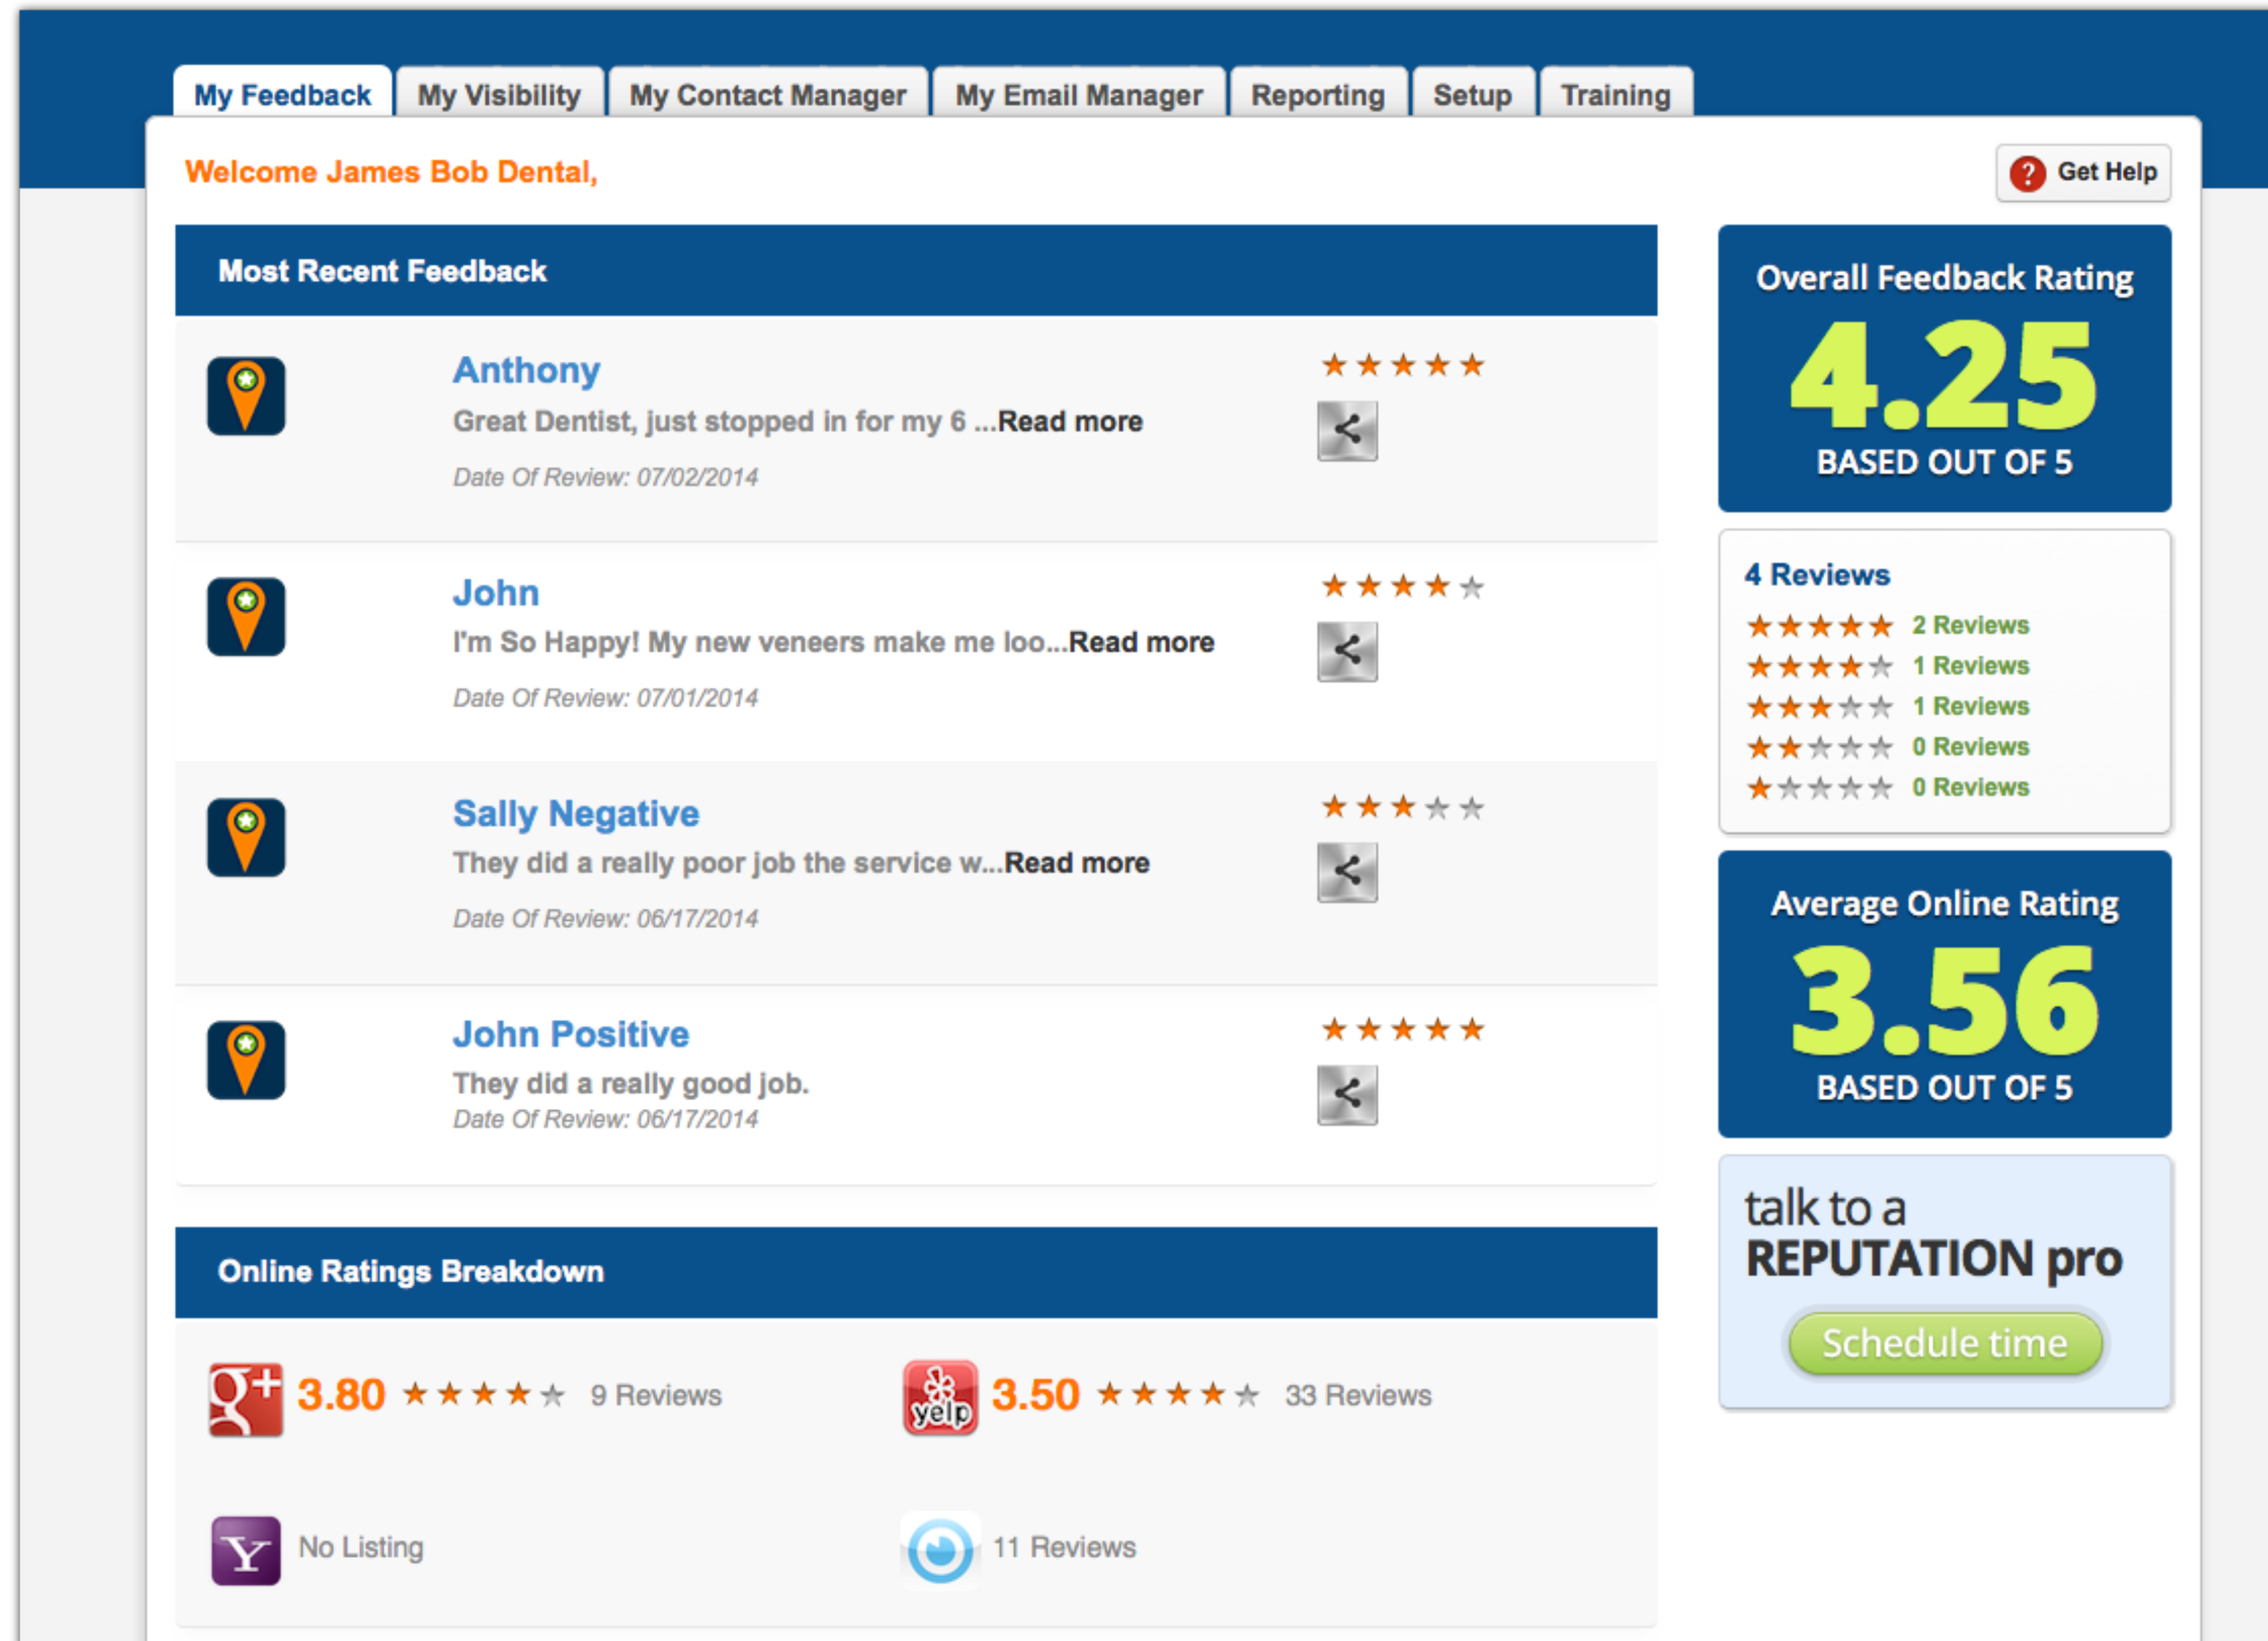 My Feedback My Visibility My Contact Manager My Email Manager Reporting Setup Training
Welcome James Bob Dental,
? Get Help
Most Recent Feedback
Anthony
Great Dentist, just stopped in for my 6 ...Read more
Date Of Review: 07/02/2014
John
I'm So Happy! My new veneers make me loo...Read more
Date Of Review: 07/01/2014
Sally Negative
They did a really poor job the service w...Read more
Date Of Review: 06/17/2014
John Positive
They did a really good job.
Date Of Review: 06/17/2014
Online Ratings Breakdown
g+ 3.80 9 Reviews
yelp 3.50 33 Reviews
Y No Listing
11 Reviews
Overall Feedback Rating
4.25
BASED OUT OF 5
4 Reviews
2 Reviews
1 Reviews
1 Reviews
0 Reviews
0 Reviews
Average Online Rating
3.56
BASED OUT OF 5
talk to a
REPUTATION pro
Schedule time